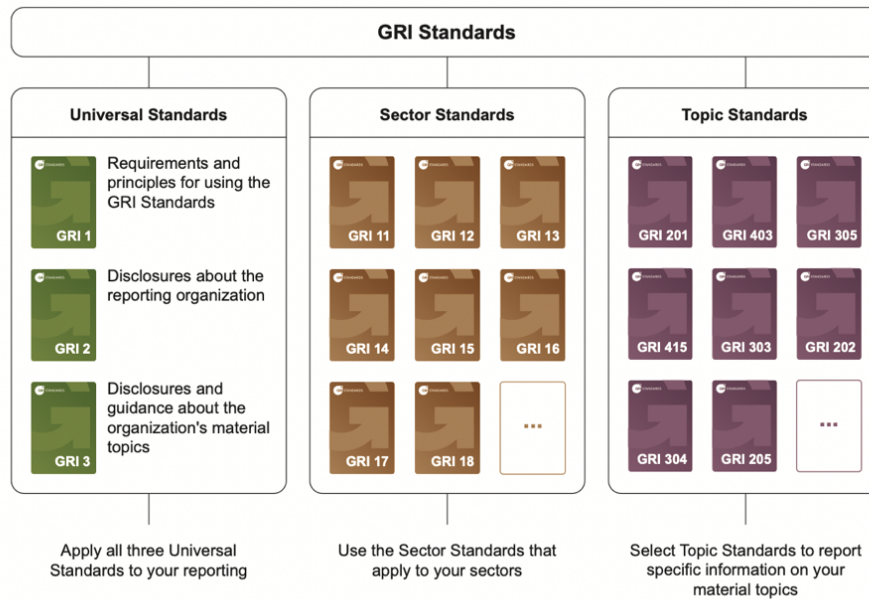 GRI Standards
Universal Standards
Requirements and
principles for using the
GRI Standards
GRI 1
Disclosures about the
reporting organization
GRI 2
Disclosures and
guidance about the
organization's material
topics
GRI 3
Apply all three Universal
Standards to your reporting
Sector Standards
GRI 11
GRI 12
GRI 13
GRI 14
GRI 15
GRI 16
GRI 17
GRI 18
...
Use the Sector Standards that
apply to your sectors
Topic Standards
GRI 201
GRI 403
GRI 305
GRI 415
GRI 303
GRI 202
GRI 304
GRI 205
...
Select Topic Standards to report
specific information on your
material topics